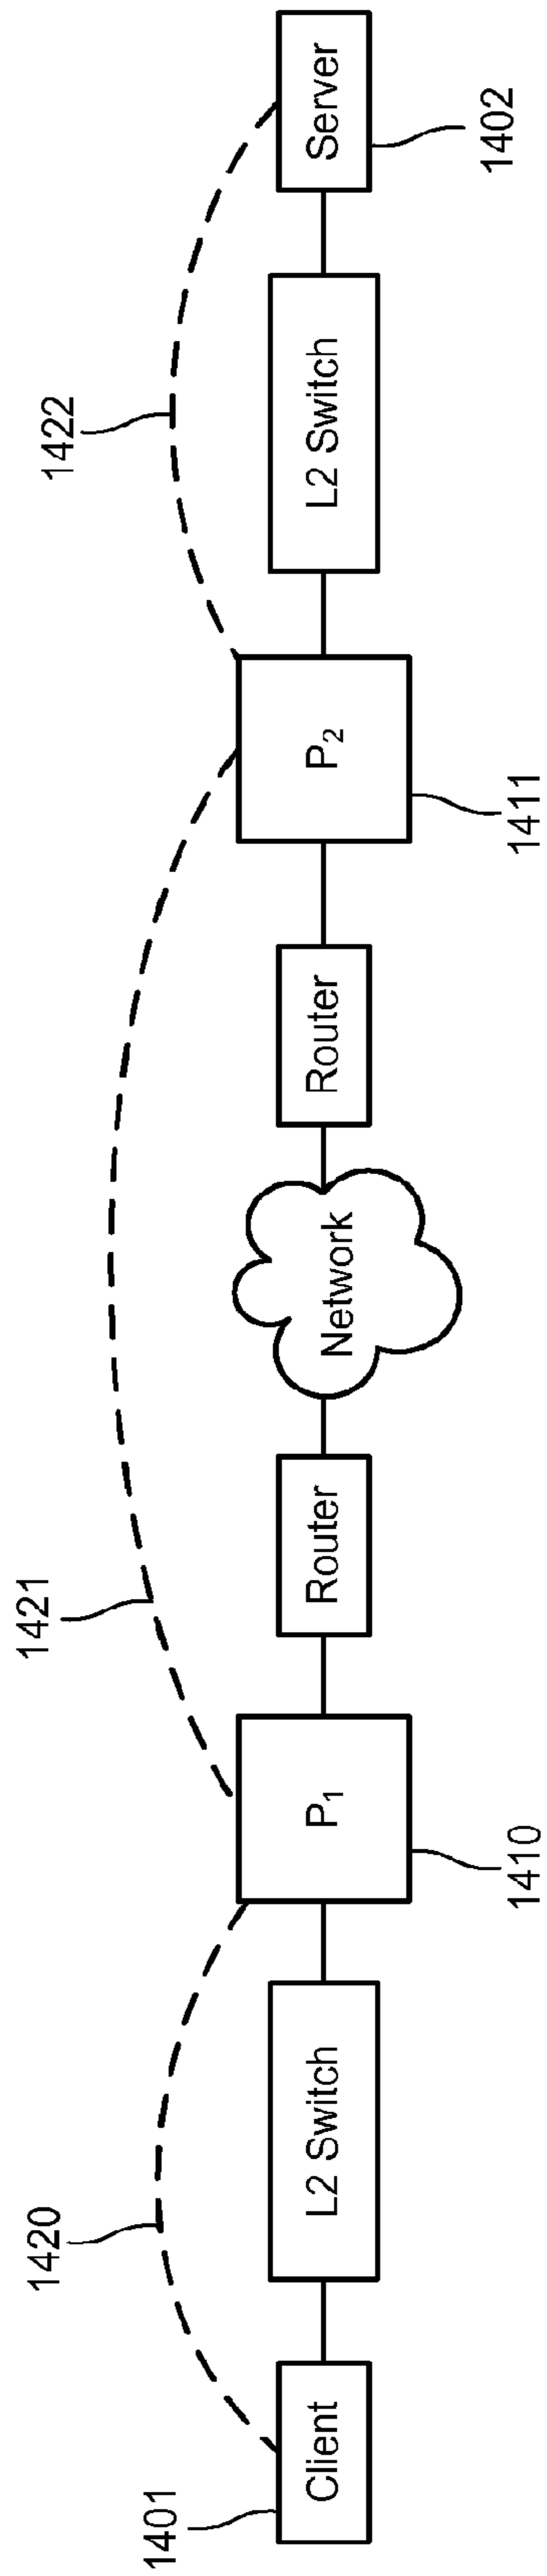 1420
1421
1422
1401
Client
L2 Switch
P₁
Router
Network
Router
P₂
L2 Switch
Server
1410
1411
1402